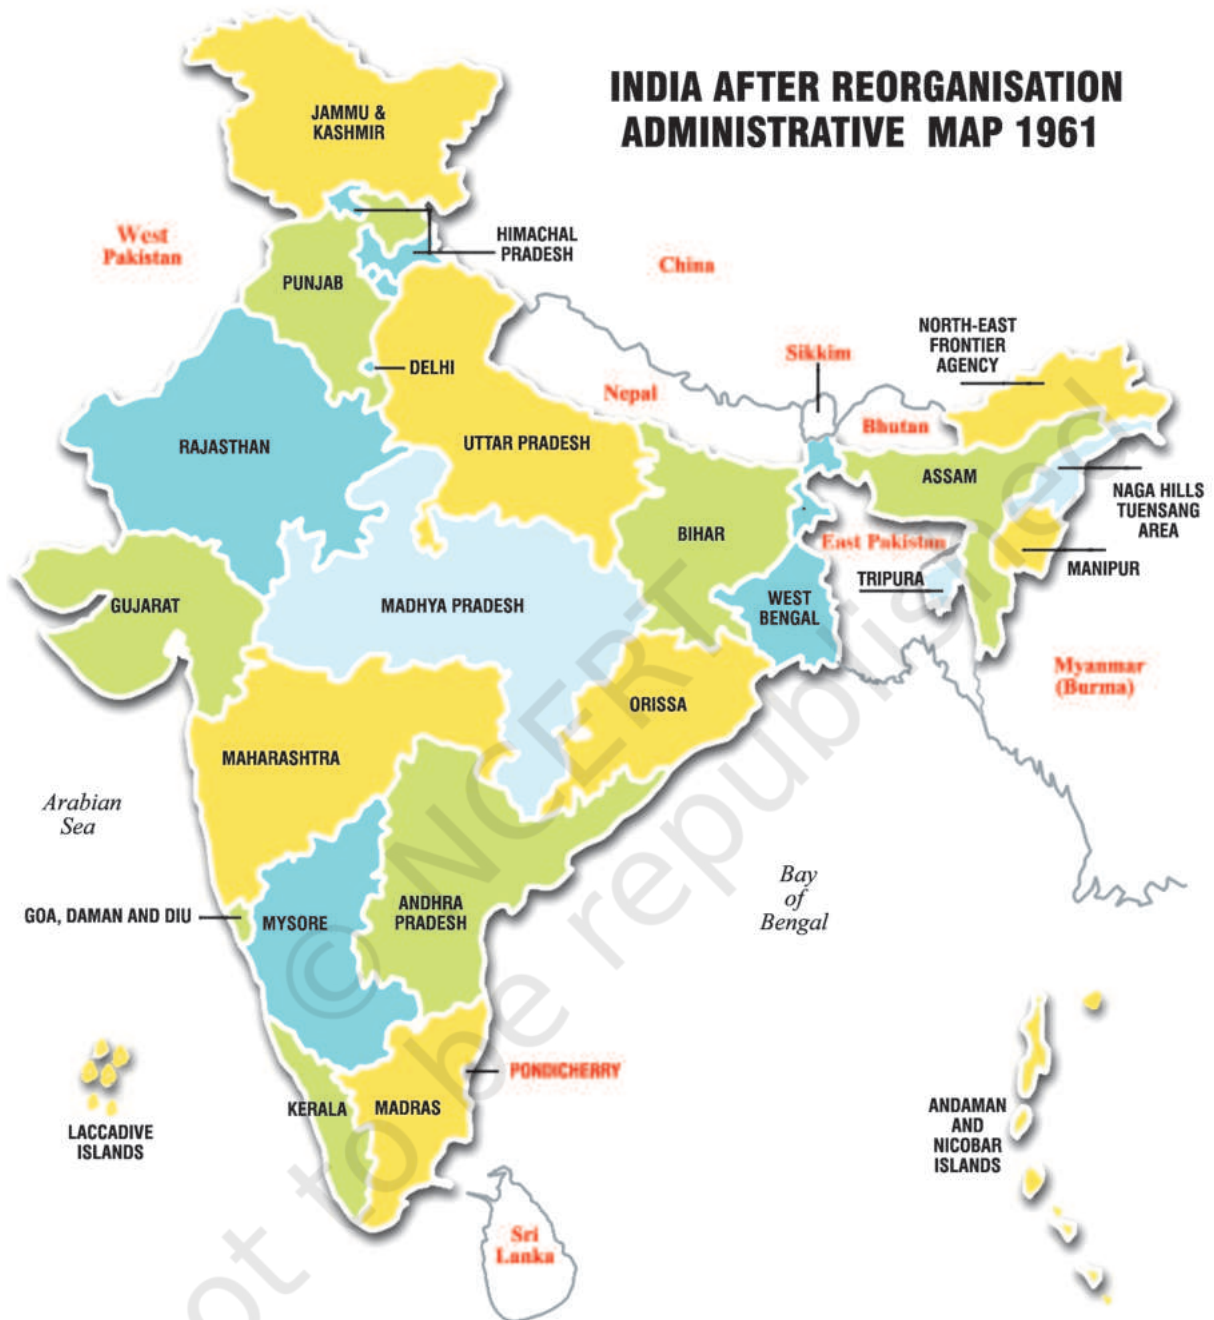 INDIA AFTER REORGANISATION
ADMINISTRATIVE MAP 1961
JAMMU &
KASHMIR
West
Pakistan
HIMACHAL
PRADESH
China
PUNJAB
NORTH-EAST
FRONTIER
AGENCY
Sikkim
DELHI
Nepal
Bhutan
RAJASTHAN
UTTAR PRADESH
ASSAM
NAGA HILLS
TUENSANG
AREA
BIHAR
East Pakistan
MANIPUR
TRIPURA
GUJARAT
MADHYA PRADESH
WEST
BENGAL
Myanmar
(Burma)
ORISSA
MAHARASHTRA
Arabian
Sea
Bay
of
Bengal
ANDHRA
PRADESH
GOA, DAMAN AND DIU
MYSORE
PONDICHERRY
KERALA
MADRAS
LACCADIVE
ISLANDS
ANDAMAN
AND
NICOBAR
ISLANDS
Sri
Lanka
© NCERT
not to be republished